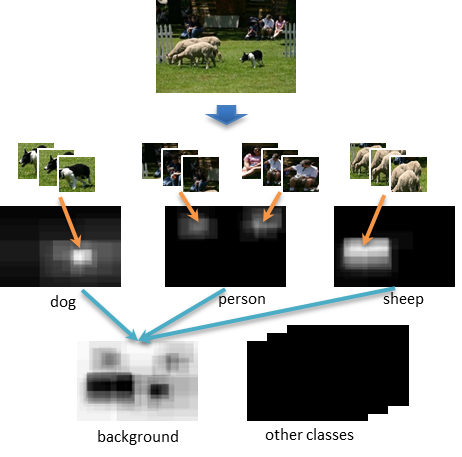 dog
person
sheep
background
other classes